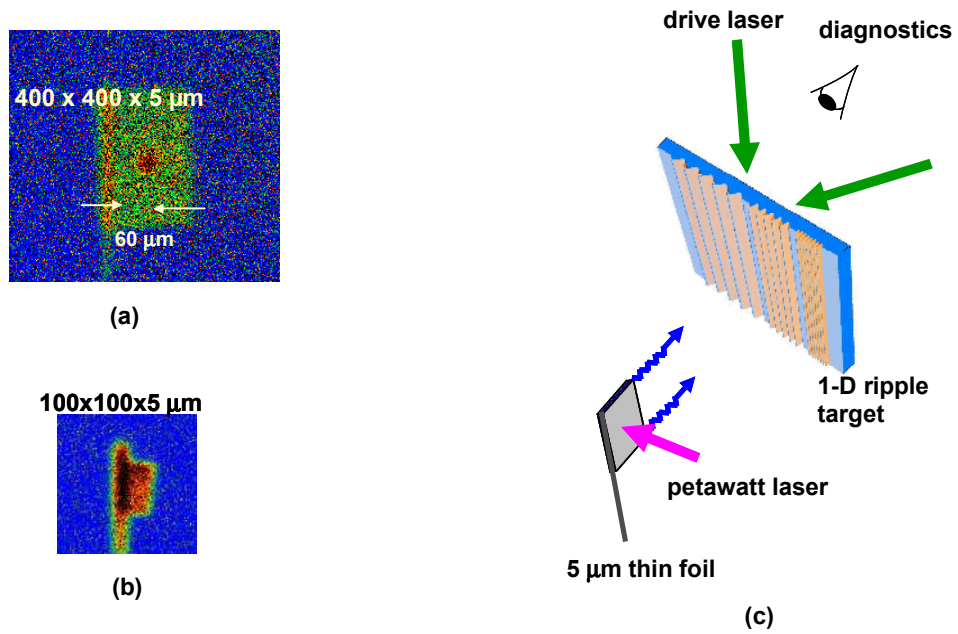 400 x 400 x 5 μm
60 μm
(a)
100x100x5 μm
(b)
drive laser
diagnostics
1-D ripple
target
petawatt laser
5 μm thin foil
(c)